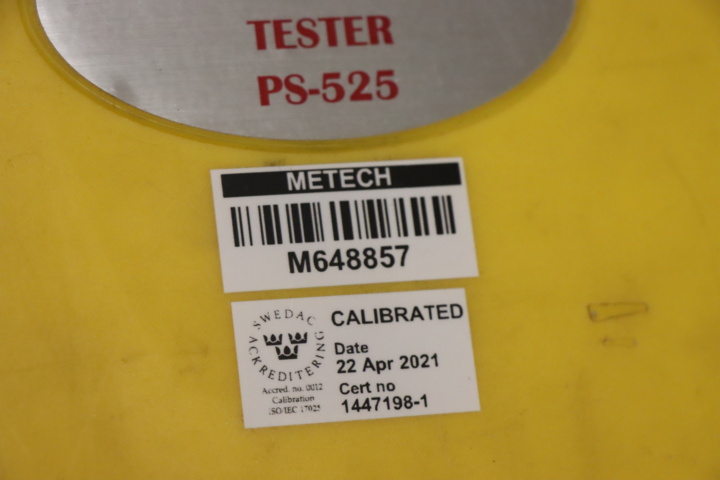 TESTER
PS-525
METECH
M648857
SWEDAC
ACKREDITERING
Accred. no. 0012
Calibration
ISO/IEC 17025
CALIBRATED
Date
22 Apr 2021
Cert no
1447198-1